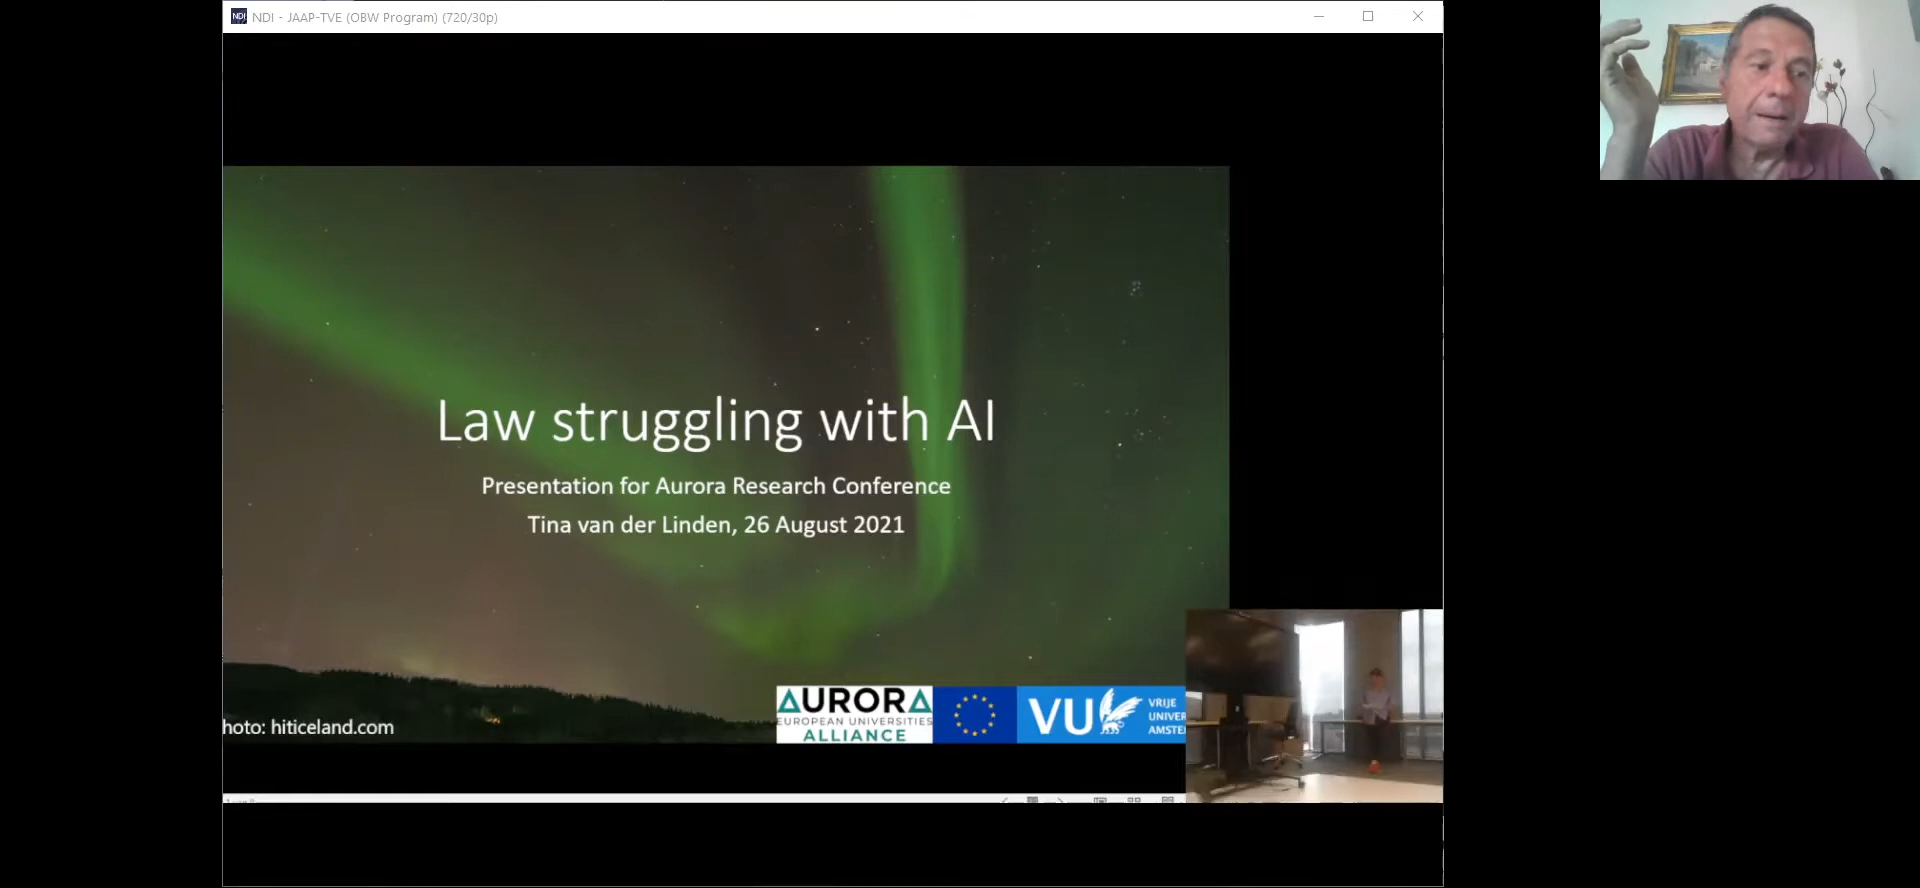 NDI - JAAP-TVE (OBW Program) (720/30p)
Law struggling with AI
Presentation for Aurora Research Conference
Tina van der Linden, 26 August 2021
hoto: hiticeland.com
AURORA
EUROPEAN UNIVERSITIES
ALLIANCE
VU
VRIJE
UNIVER
AMSTE